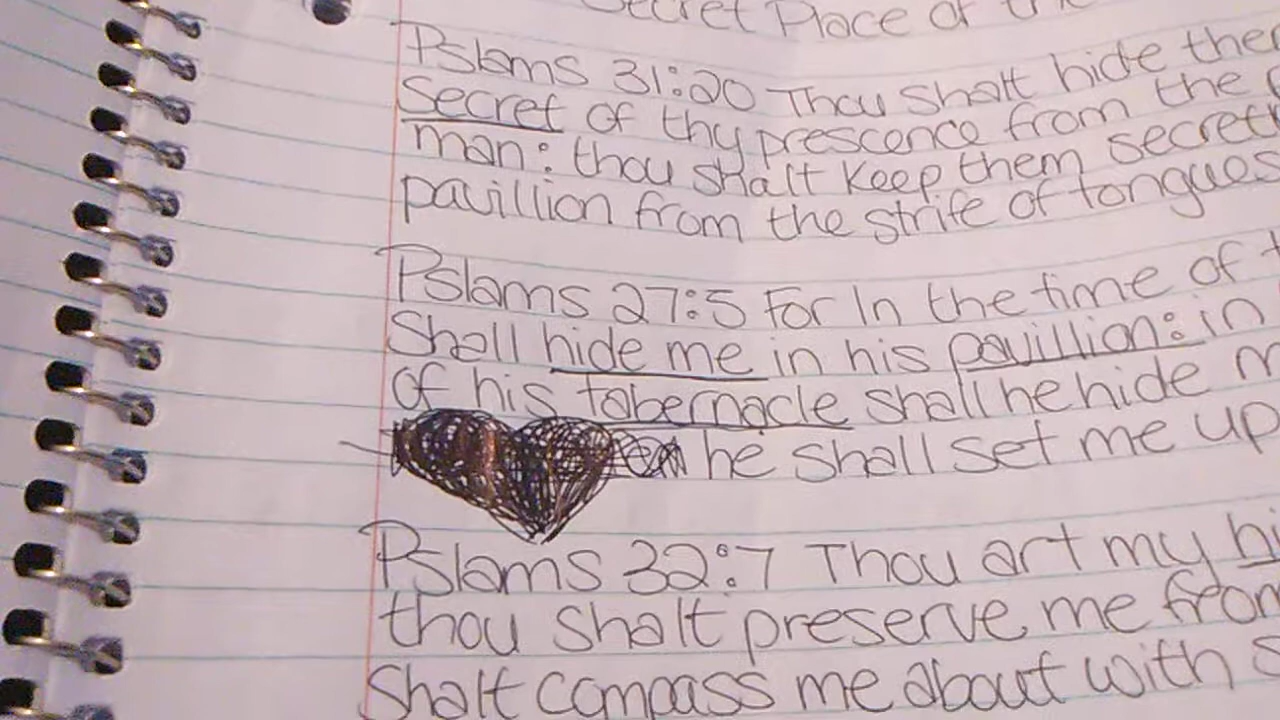 Secret Place of
Pslams 31:20 Thou shalt hide them
secret of thy prescence from the
man: thou shalt keep them secret
pavillion from the strife of tongues
Pslams 27:5 For In the time of
Shall hide me in his pavillion: in
of his tabernacle shall he hide
he shall set me up
Pslams 32:7 Thou art my
thou shalt preserve me from
Shalt compass me about with